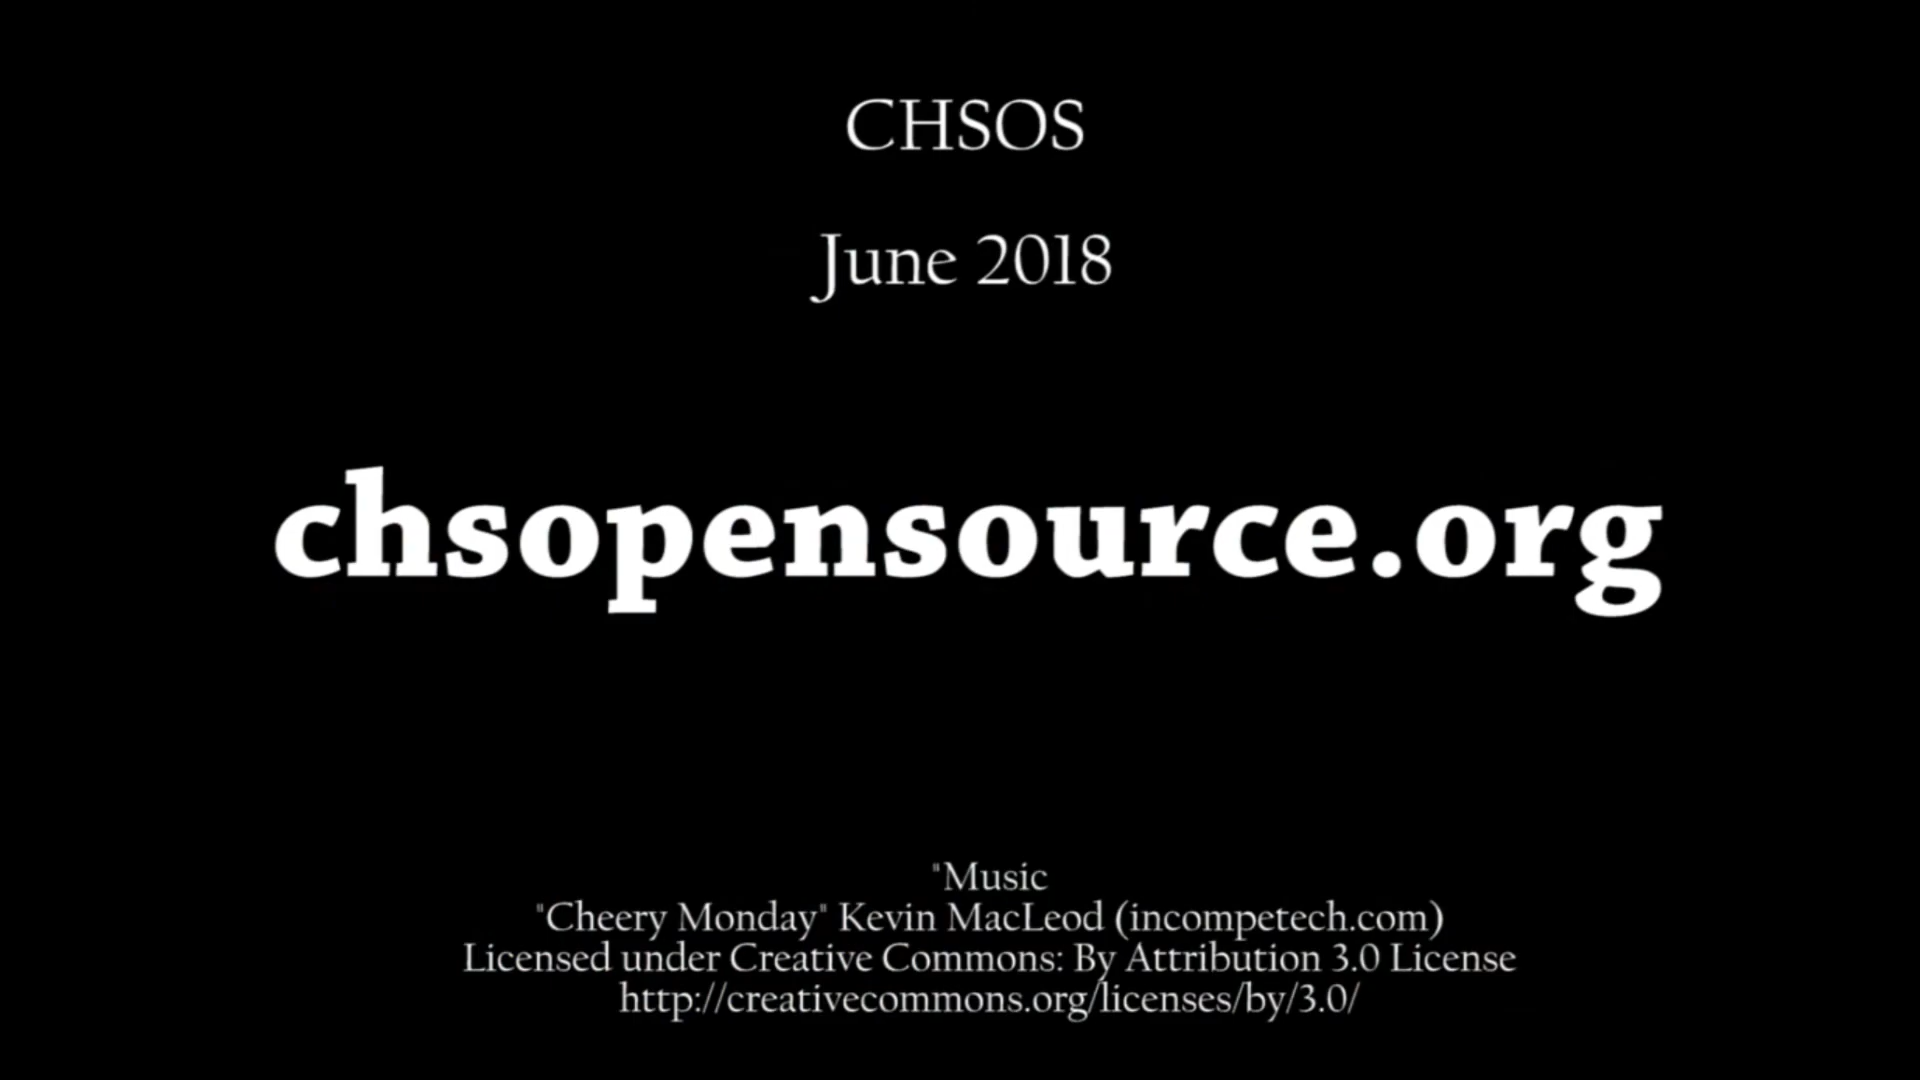 CHSOS
June 2018
chsopensource.org
"Music
"Cheery Monday" Kevin MacLeod (incompetech.com)
Licensed under Creative Commons: By Attribution 3.0 License
http://creativecommons.org/licenses/by/3.0/